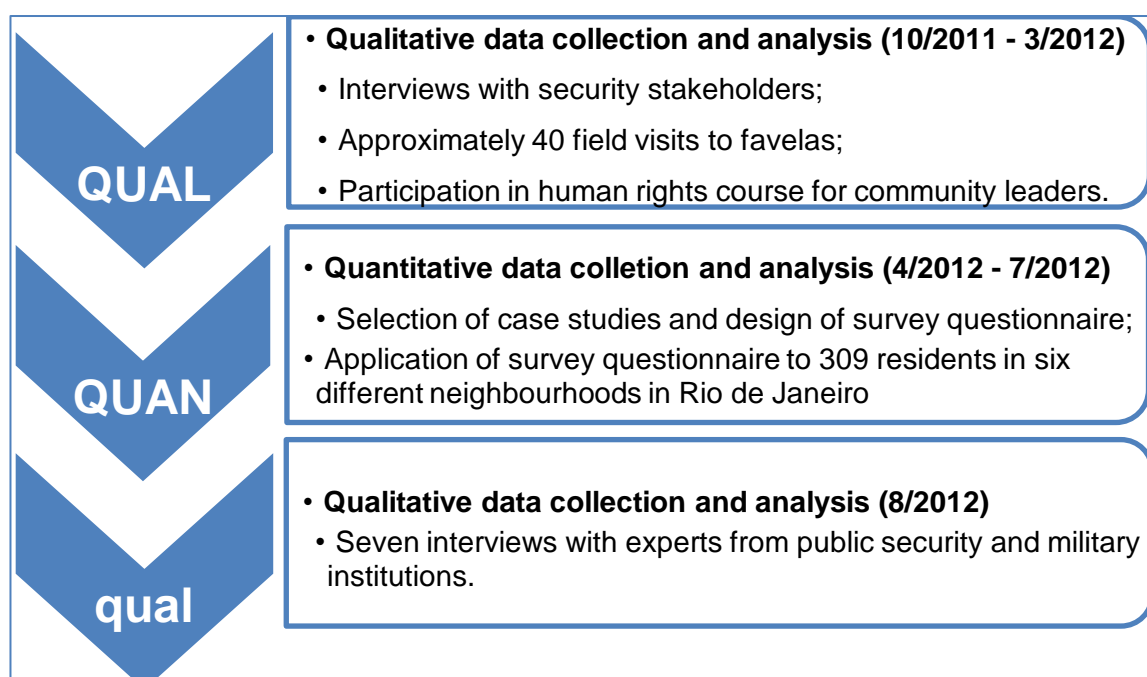 • Qualitative data collection and analysis (10/2011 - 3/2012)
• Interviews with security stakeholders;
• Approximately 40 field visits to favelas;
• Participation in human rights course for community leaders.
QUAL
• Quantitative data colletion and analysis (4/2012 - 7/2012)
• Selection of case studies and design of survey questionnaire;
• Application of survey questionnaire to 309 residents in six
different neighbourhoods in Rio de Janeiro
QUAN
• Qualitative data collection and analysis (8/2012)
• Seven interviews with experts from public security and military
institutions.
qual